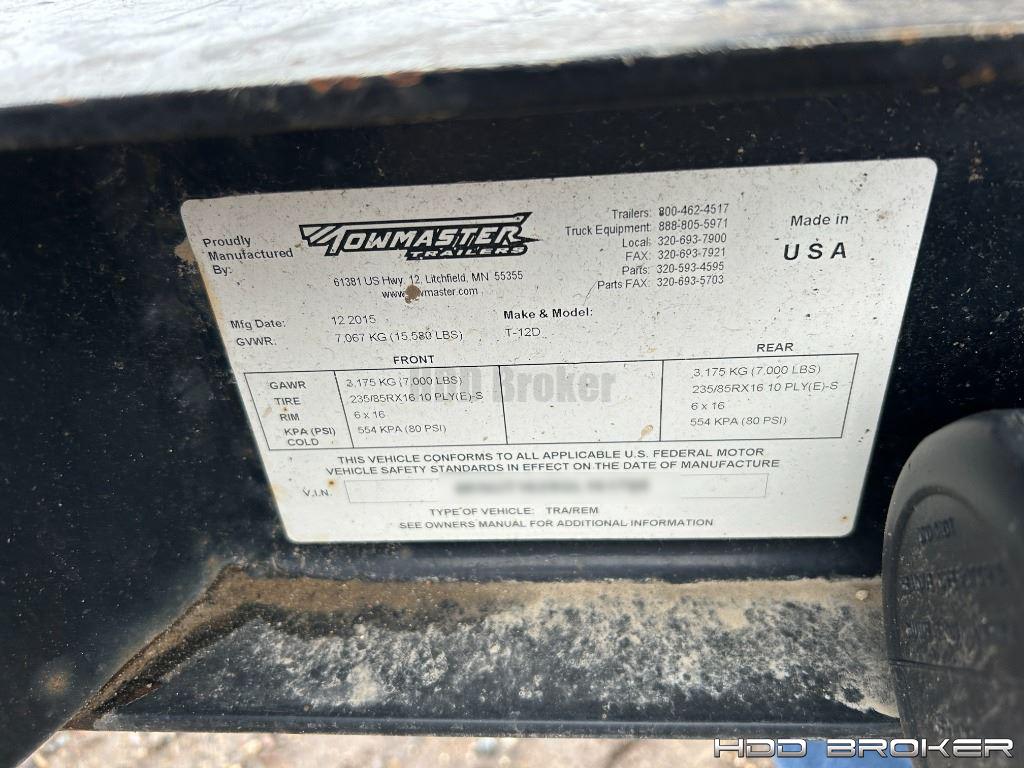 Proudly
Manufactured
By:
TOWMASTER
TRAILERS
61381 US Hwy. 12, Litchfield, MN 55355
Trailers: 800-462-4517
Truck Equipment: 888-805-5971
Local: 320-693-7900
FAX: 320-693-7921
Parts: 320-593-4595
Parts FAX: 320-693-5703
Made in
USA
Mfg Date: 12 2015
GVWR: 7,067 KG (15,580 LBS)
Make & Model:
T-12D
FRONT REAR
GAWR 3,175 KG (7,000 LBS) 3,175 KG (7,000 LBS)
TIRE 235/85RX16 10 PLY(E)-S 235/85RX16 10 PLY(E)-S
RIM 6 x 16 6 x 16
KPA (PSI) 554 KPA (80 PSI) 554 KPA (80 PSI)
COLD
HDD Broker
THIS VEHICLE CONFORMS TO ALL APPLICABLE U.S. FEDERAL MOTOR
VEHICLE SAFETY STANDARDS IN EFFECT ON THE DATE OF MANUFACTURE
V.I.N.
TYPE OF VEHICLE: TRA/REM
SEE OWNERS MANUAL FOR ADDITIONAL INFORMATION
HDD BROKER